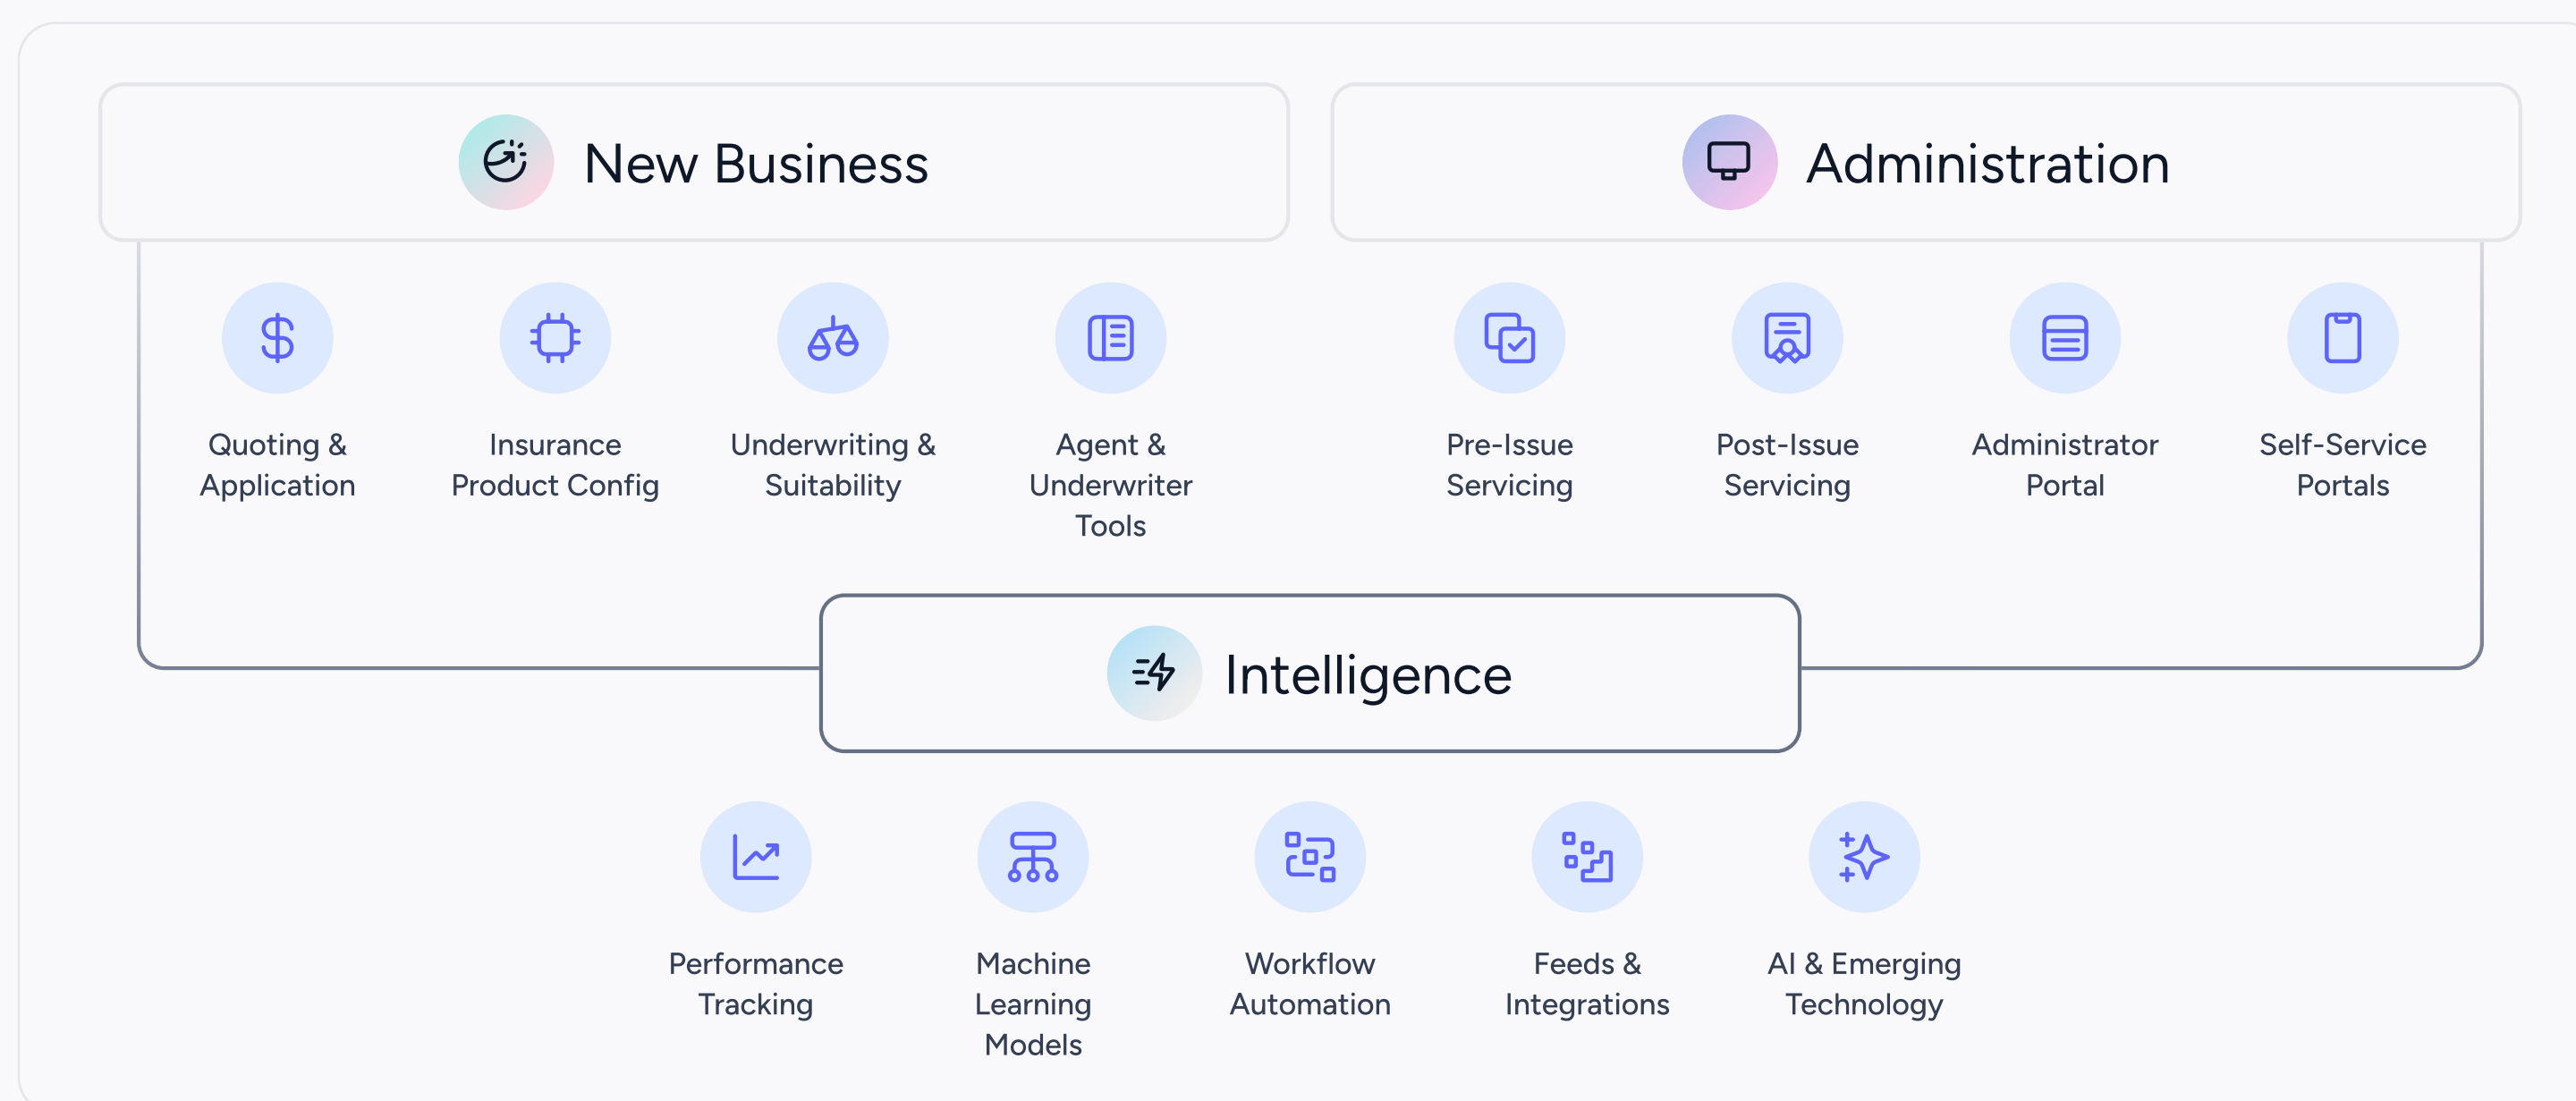 New Business
Administration
Quoting &
Application
Insurance
Product Config
Underwriting &
Suitability
Agent &
Underwriter
Tools
Pre-Issue
Servicing
Post-Issue
Servicing
Administrator
Portal
Self-Service
Portals
Intelligence
Performance
Tracking
Machine
Learning
Models
Workflow
Automation
Feeds &
Integrations
AI & Emerging
Technology